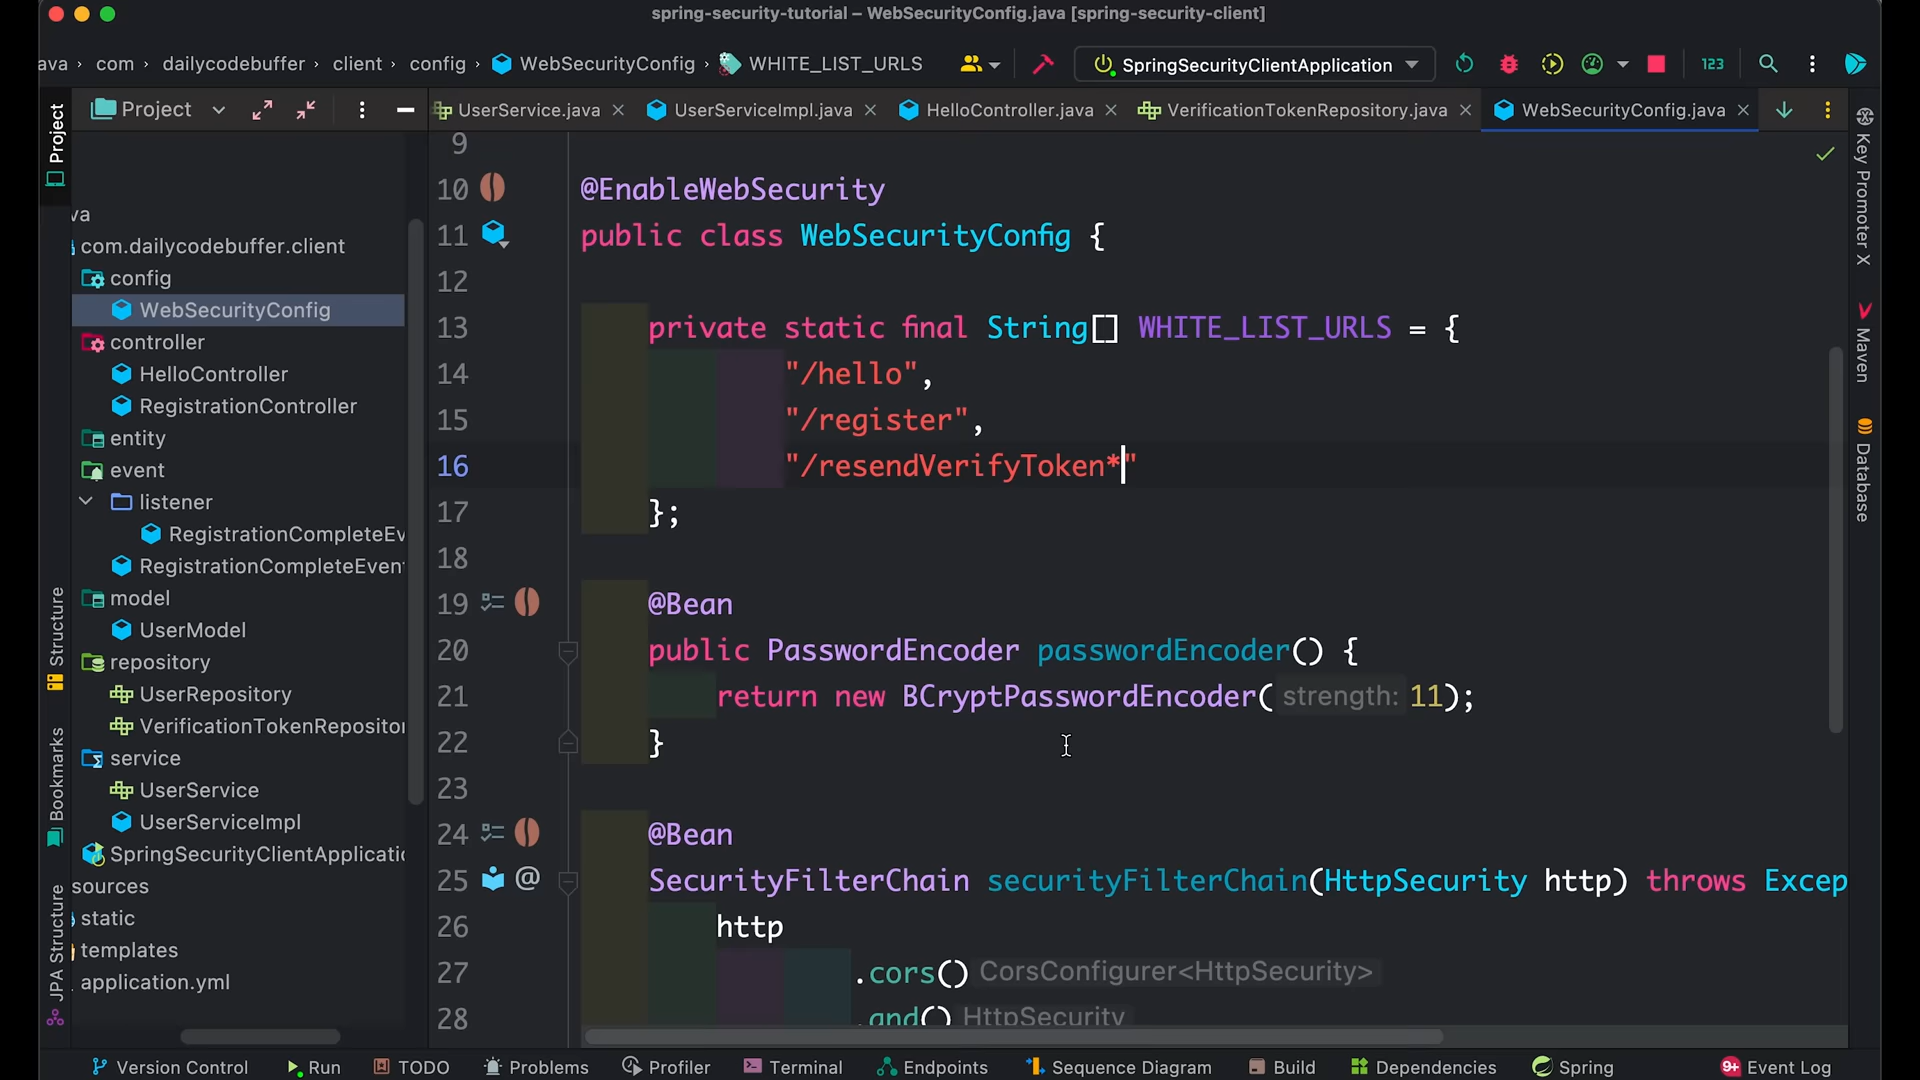 spring-security-tutorial – WebSecurityConfig.java [spring-security-client]
ava › com › dailycodebuffer › client › config › WebSecurityConfig › WHITE_LIST_URLS
SpringSecurityClientApplication
123
Project
UserService.java
UserServiceImpl.java
HelloController.java
VerificationTokenRepository.java
WebSecurityConfig.java
Project
va
com.dailycodebuffer.client
config
WebSecurityConfig
controller
HelloController
RegistrationController
entity
event
listener
RegistrationCompleteEv
RegistrationCompleteEven
model
UserModel
repository
UserRepository
VerificationTokenRepositor
service
UserService
UserServiceImpl
SpringSecurityClientApplicatic
sources
static
templates
application.yml
Structure
Bookmarks
JPA Structure
9
10 @EnableWebSecurity
11 public class WebSecurityConfig {
12
13 private static final String[] WHITE_LIST_URLS = {
14 "/hello",
15 "/register",
16 "/resendVerifyToken*"
17 };
18
19 @Bean
20 public PasswordEncoder passwordEncoder() {
21 return new BCryptPasswordEncoder( strength: 11);
22 }
23
24 @Bean
25 @ SecurityFilterChain securityFilterChain(HttpSecurity http) throws Excep
26 http
27 .cors() CorsConfigurer<HttpSecurity>
28 .and() HttpSecurity
Key Promoter X
Maven
Database
Version Control
Run
TODO
Problems
Profiler
Terminal
Endpoints
Sequence Diagram
Build
Dependencies
Spring
9+ Event Log